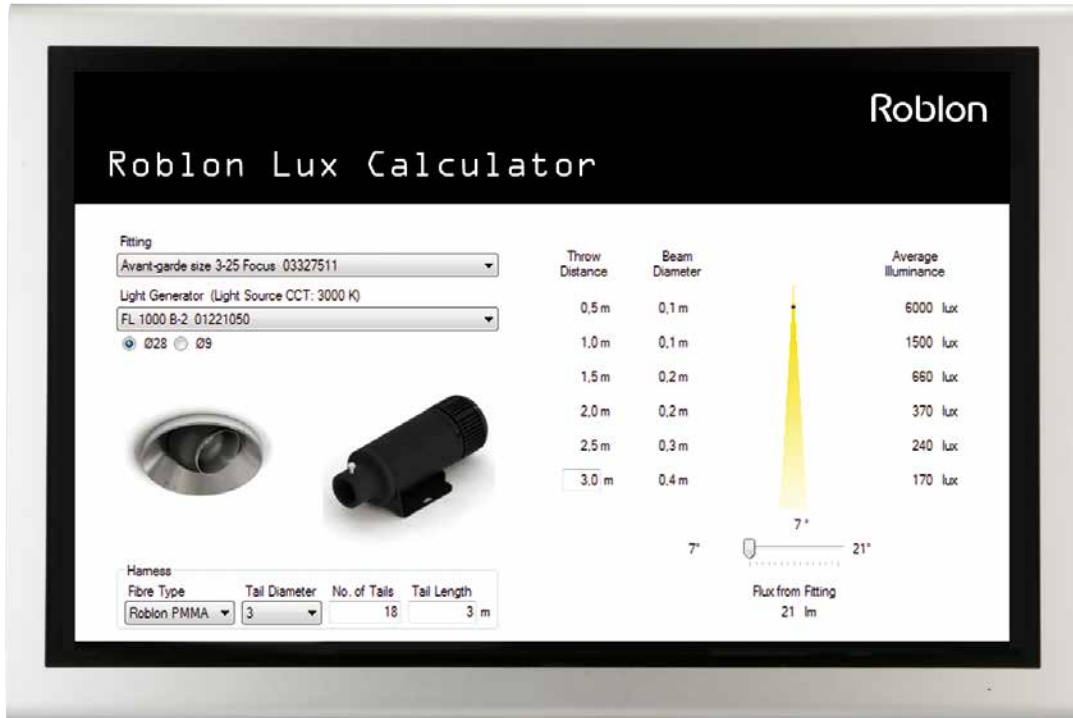 Roblon
Roblon Lux Calculator
Fitting
Avant-garde size 3-25 Focus 03327511
Light Generator (Light Source CCT: 3000 K)
FL 1000 B-2 01221050
Ø28 Ø9
Throw Distance
Beam Diameter
Average Illuminance
0,5 m 0,1 m 6000 lux
1,0 m 0,1 m 1500 lux
1,5 m 0,2 m 660 lux
2,0 m 0,2 m 370 lux
2,5 m 0,3 m 240 lux
3,0 m 0,4 m 170 lux
7°
7° 21°
Flux from Fitting
21 lm
Harness
Fibre Type Tail Diameter No. of Tails Tail Length
Roblon PMMA 3 18 3 m